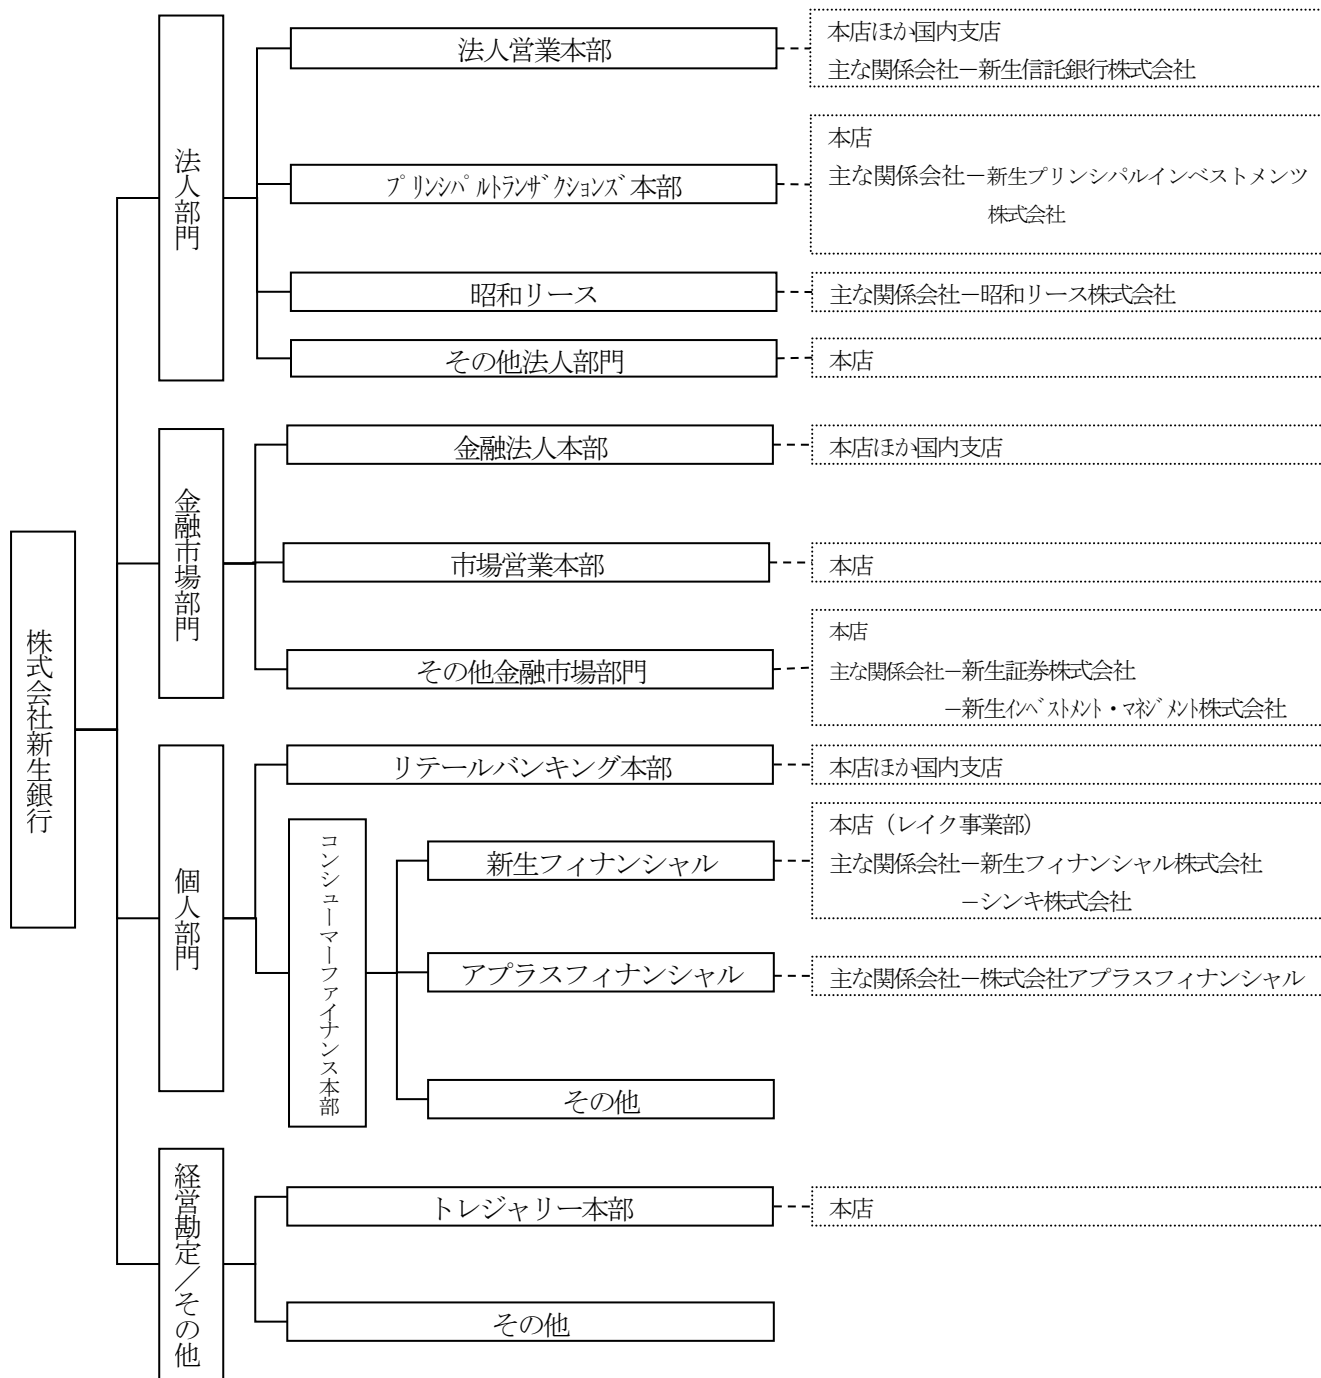 株式会社新生銀行
法人部門
法人営業本部
本店ほか国内支店
主な関係会社－新生信託銀行株式会社
プリンシパルトランザクションズ本部
本店
主な関係会社－新生プリンシパルインベストメンツ
株式会社
昭和リース
主な関係会社－昭和リース株式会社
その他法人部門
本店
金融市場部門
金融法人本部
本店ほか国内支店
市場営業本部
本店
その他金融市場部門
本店
主な関係会社－新生証券株式会社
－新生インベストメント・マネジメント株式会社
個人部門
リテールバンキング本部
本店ほか国内支店
コンシューマーファイナンス本部
新生フィナンシャル
本店（レイク事業部）
主な関係会社－新生フィナンシャル株式会社
－シンキ株式会社
アプラスフィナンシャル
主な関係会社－株式会社アプラスフィナンシャル
その他
経営勘定／その他
トレジャリー本部
本店
その他